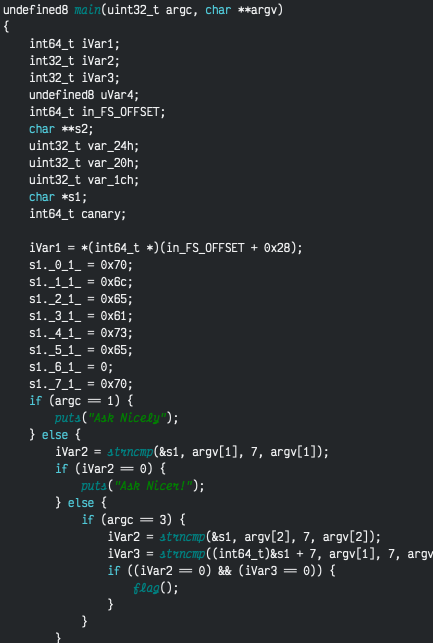 undefined8 main(uint32_t argc, char **argv)
{
    int64_t iVar1;
    int32_t iVar2;
    int32_t iVar3;
    undefined8 uVar4;
    int64_t in_FS_OFFSET;
    char **s2;
    uint32_t var_24h;
    uint32_t var_20h;
    uint32_t var_1ch;
    char *s1;
    int64_t canary;

    iVar1 = *(int64_t *)(in_FS_OFFSET + 0x28);
    s1._0_1_ = 0x70;
    s1._1_1_ = 0x6c;
    s1._2_1_ = 0x65;
    s1._3_1_ = 0x61;
    s1._4_1_ = 0x73;
    s1._5_1_ = 0x65;
    s1._6_1_ = 0;
    s1._7_1_ = 0x70;
    if (argc == 1) {
        puts("Ask Nicely");
    } else {
        iVar2 = strncmp(&s1, argv[1], 7, argv[1]);
        if (iVar2 == 0) {
            puts("Ask Nicer!");
        } else {
            if (argc == 3) {
                iVar2 = strncmp(&s1, argv[2], 7, argv[2]);
                iVar3 = strncmp((int64_t)&s1 + 7, argv[1], 7, argv
                if ((iVar2 == 0) && (iVar3 == 0)) {
                    flag();
                }
            }
        }